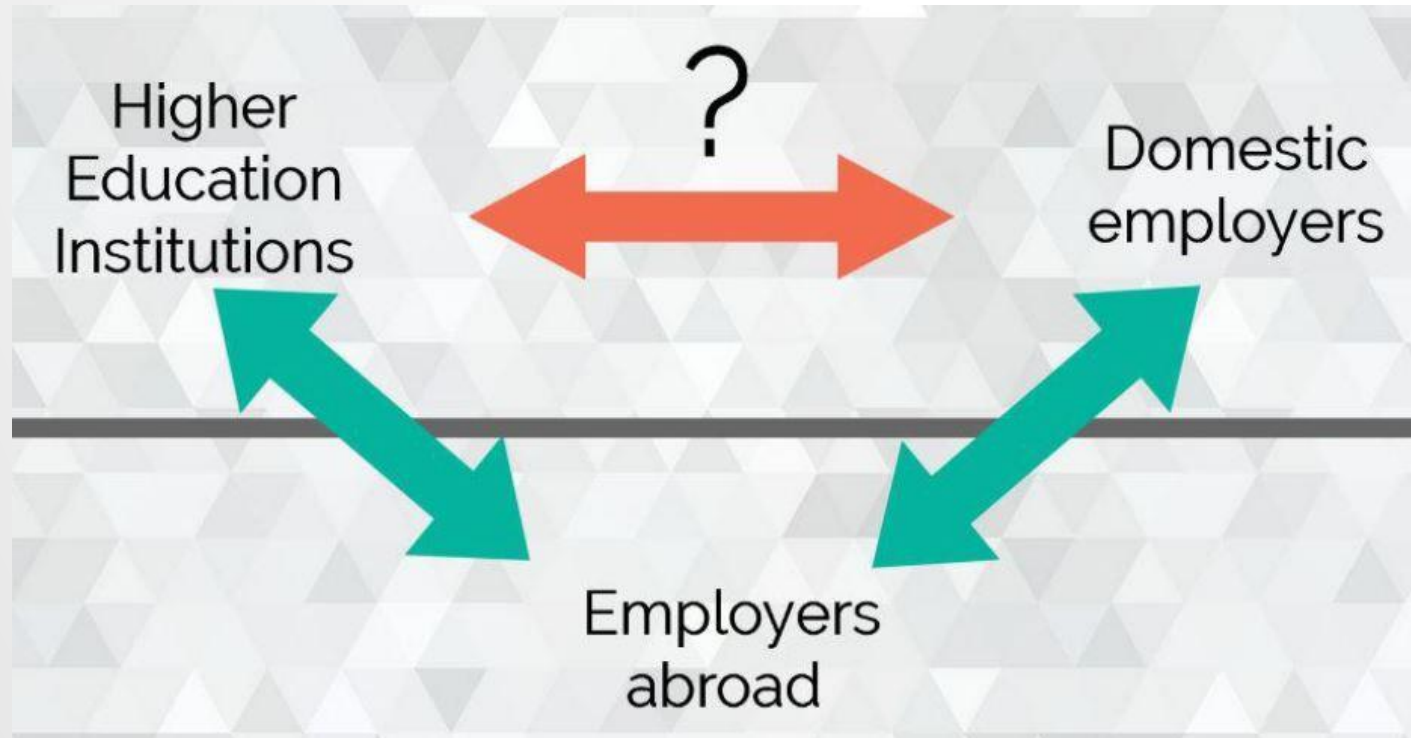 ?
Higher
Education
Institutions
Domestic
employers
Employers
abroad